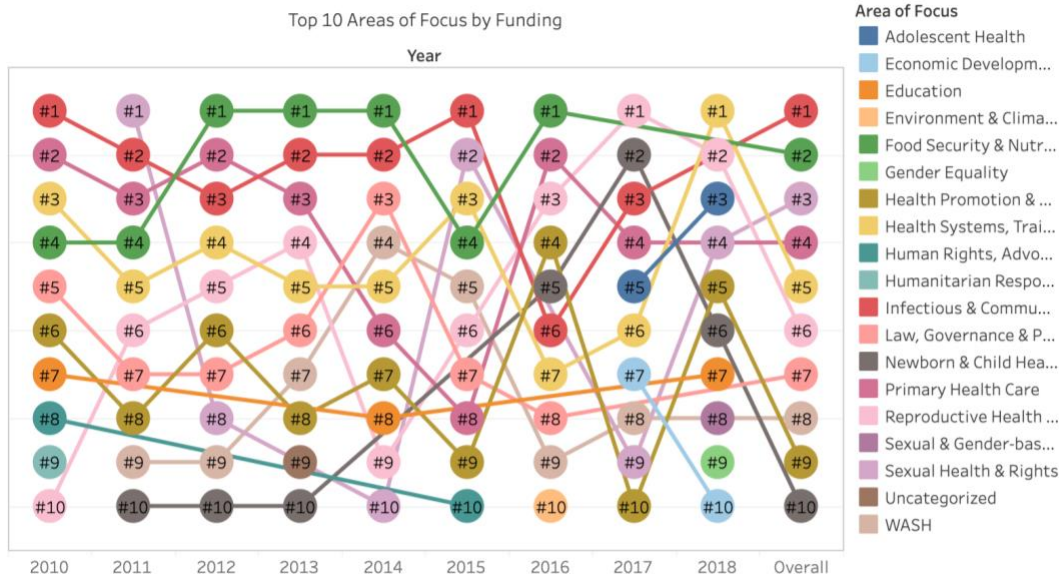 Top 10 Areas of Focus by Funding
Year
#1 #1 #1 #1 #1 #1 #1 #1 #1 #1
#2 #2 #2 #2 #2 #2 #2 #2 #2 #2
#3 #3 #3 #3 #3 #3 #3 #3 #3 #3
#4 #4 #4 #4 #4 #4 #4 #4 #4 #4
#5 #5 #5 #5 #5 #5 #5 #5 #5 #5
#6 #6 #6 #6 #6 #6 #6 #6 #6 #6
#7 #7 #7 #7 #7 #7 #7 #7 #7 #7
#8 #8 #8 #8 #8 #8 #8 #8 #8 #8
#9 #9 #9 #9 #9 #9 #9 #9 #9 #9
#10 #10 #10 #10 #10 #10 #10 #10 #10 #10
2010 2011 2012 2013 2014 2015 2016 2017 2018 Overall
Area of Focus
Adolescent Health
Economic Developm...
Education
Environment & Clima...
Food Security & Nutr...
Gender Equality
Health Promotion & ...
Health Systems, Trai...
Human Rights, Advo...
Humanitarian Respo...
Infectious & Commu...
Law, Governance & P...
Newborn & Child Hea...
Primary Health Care
Reproductive Health ...
Sexual & Gender-bas...
Sexual Health & Rights
Uncategorized
WASH